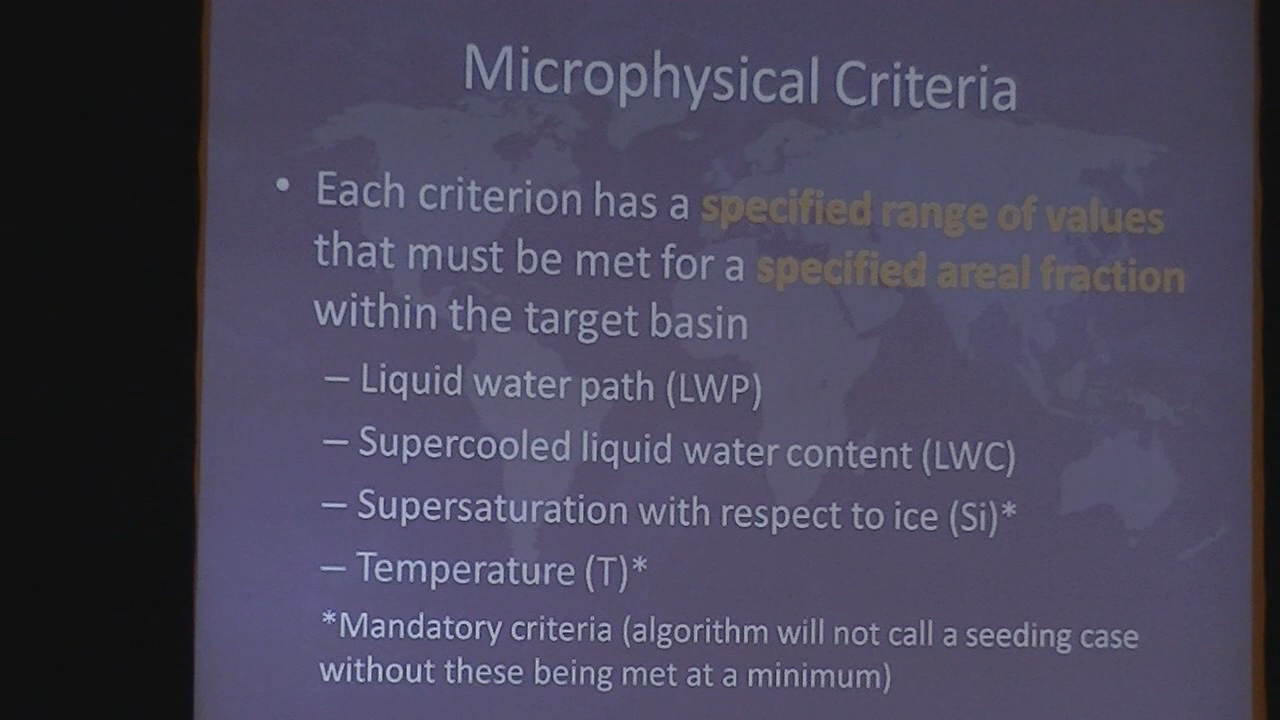 Microphysical Criteria
• Each criterion has a specified range of values
that must be met for a specified areal fraction
within the target basin
– Liquid water path (LWP)
– Supercooled liquid water content (LWC)
– Supersaturation with respect to ice (Si)*
– Temperature (T)*
*Mandatory criteria (algorithm will not call a seeding case
without these being met at a minimum)